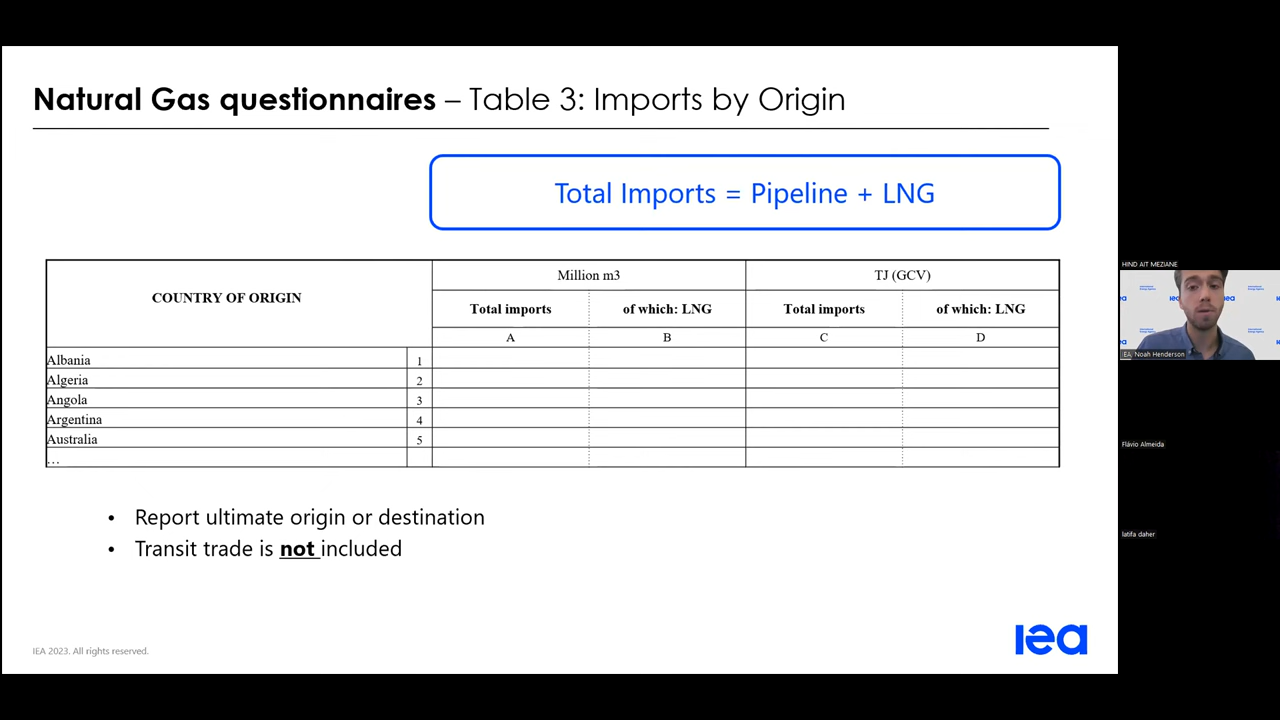 Natural Gas questionnaires – Table 3: Imports by Origin
Total Imports = Pipeline + LNG
COUNTRY OF ORIGIN
Million m3
TJ (GCV)
Total imports
of which: LNG
Total imports
of which: LNG
A
B
C
D
Albania 1
Algeria 2
Angola 3
Argentina 4
Australia 5
…
• Report ultimate origin or destination
• Transit trade is not included
IEA 2023. All rights reserved.
iea
HIND AIT MEZIANE
IEA Noah Henderson
Flávio Almeida
latifa daher